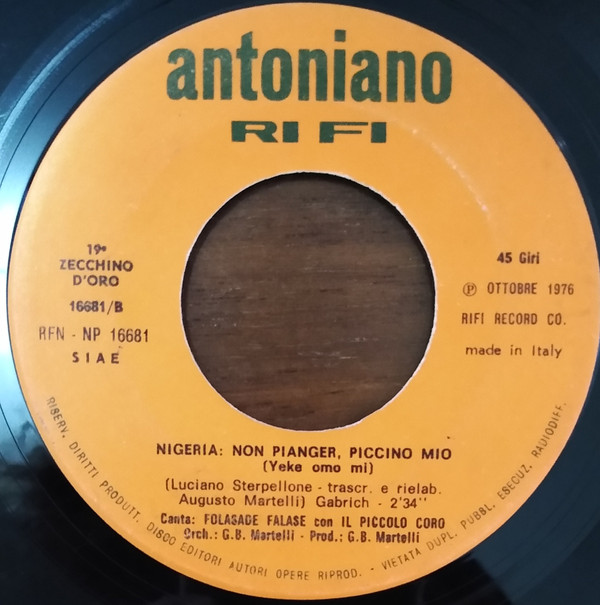 antoniano
RI FI
19°
ZECCHINO
D'ORO
16681/B
RFN - NP 16681
SIAE
45 Giri
Ⓟ OTTOBRE 1976
RIFI RECORD CO.
made in Italy
NIGERIA: NON PIANGER, PICCINO MIO
(Yeke omo mi)
(Luciano Sterpellone - trascr. e rielab.
Augusto Martelli) Gabrich - 2'34"
Canta: FOLASADE FALASE con IL PICCOLO CORO
Orch.: G.B. Martelli - Prod.: G.B. Martelli
RISERV. DIRITTI PRODUTT. DISCO EDITORI AUTORI OPERE RIPROD. - VIETATA DUPL. PUBBL. ESECUZ. RADIODIFF.